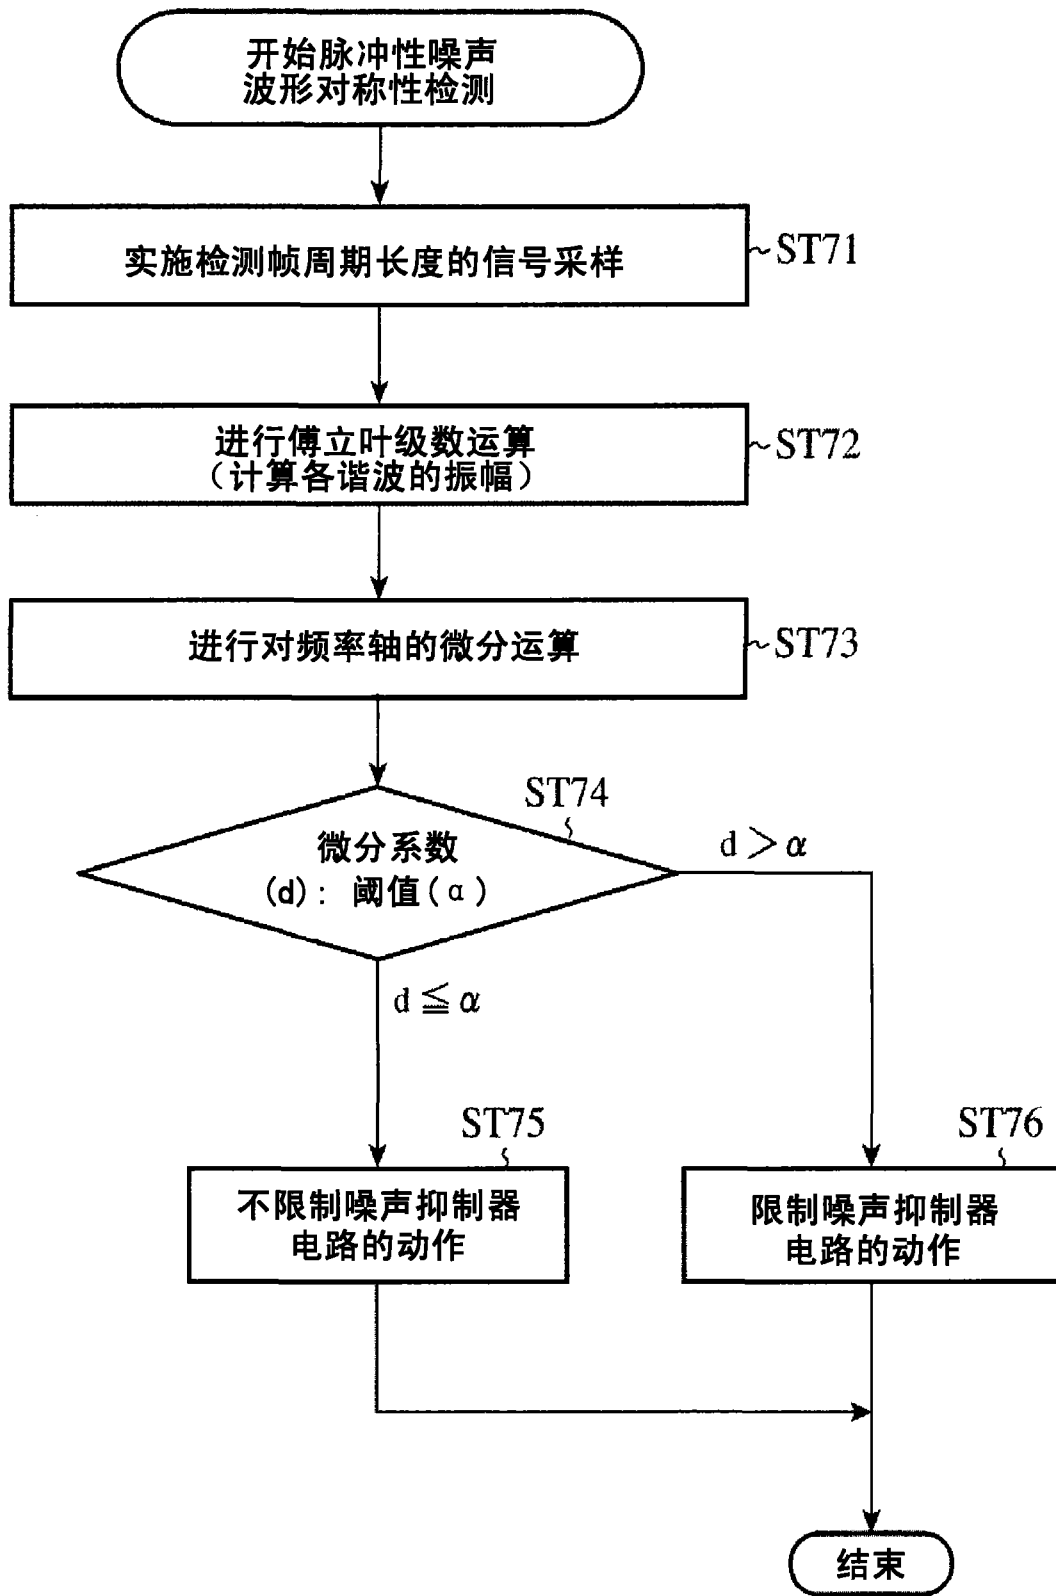 开始脉冲性噪声
波形对称性检测
实施检测帧周期长度的信号采样
ST71
进行傅立叶级数运算
（计算各谐波的振幅）
ST72
进行对频率轴的微分运算
ST73
ST74
微分系数
(d)：阈值(α)
d＞α
d≦α
ST75
不限制噪声抑制器
电路的动作
ST76
限制噪声抑制器
电路的动作
结束